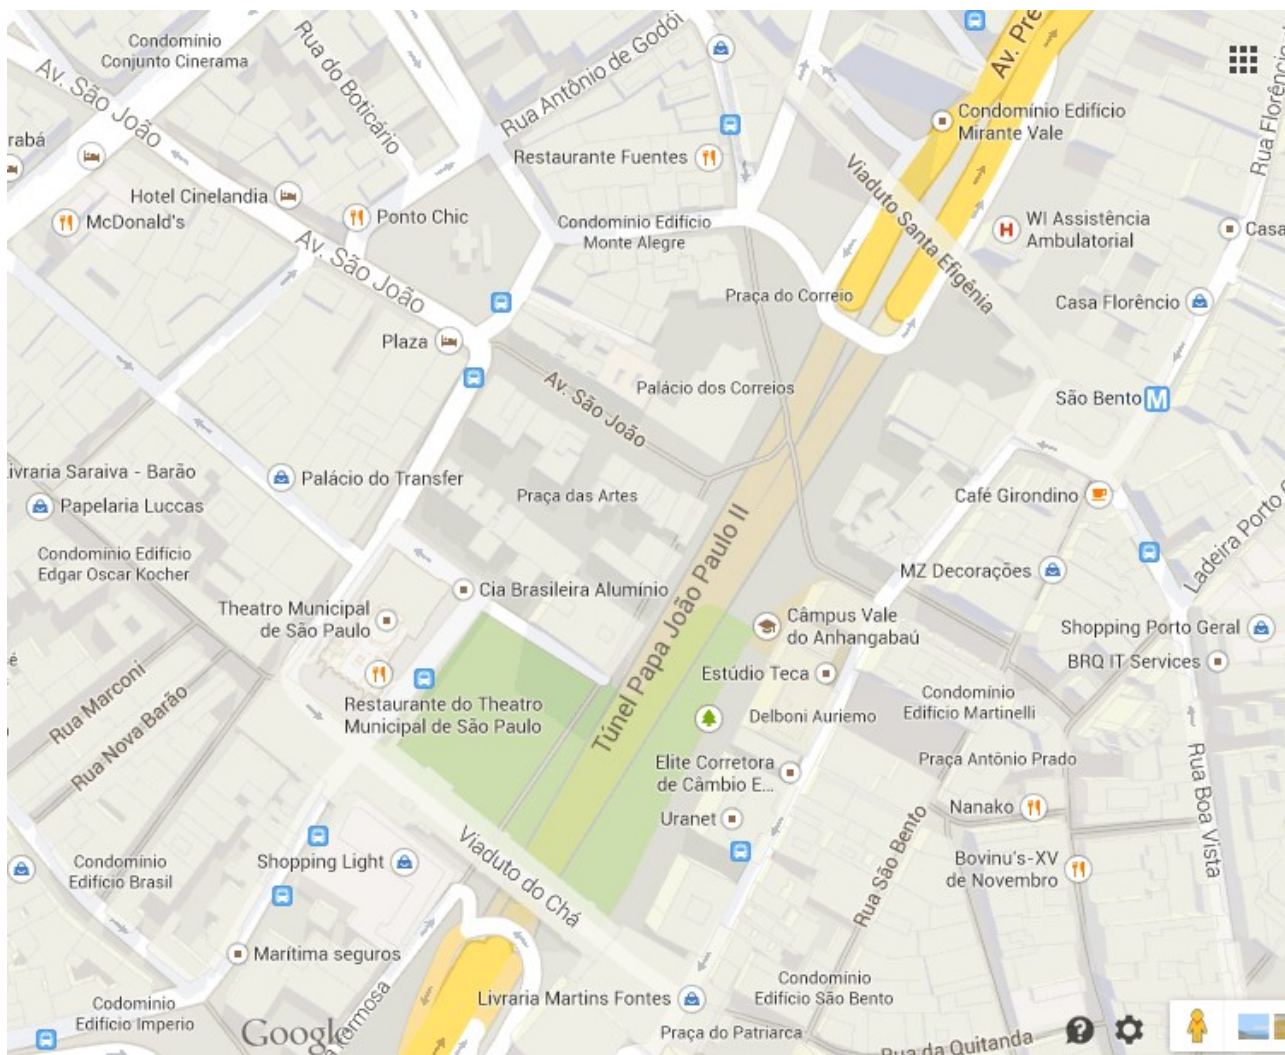 Condomínio
Conjunto Cinerama
Av. São João
Rua do Boticário
Rua Antônio de Godói
Av. Pre
Condomínio Edifício
Mirante Vale
Rua Florêncio
rabá
Restaurante Fuentes
Viaduto Santa Efigênia
Hotel Cinelandia
McDonald's
Ponto Chic
Condomínio Edifício
Monte Alegre
WI Assistência
Ambulatorial
Casa
Av. São João
Praça do Correio
Casa Florêncio
Plaza
Av. São João
Palácio dos Correios
São Bento
M
Livraria Saraiva - Barão
Palácio do Transfer
Papelaria Luccas
Praça das Artes
Café Girondino
Ladeira Porto
Condomínio Edifício
Edgar Oscar Kocher
Túnel Papa João Paulo II
MZ Decorações
Cia Brasileira Alumínio
Theatro Municipal
de São Paulo
Câmpus Vale
do Anhangabaú
Shopping Porto Geral
BRQ IT Services
Estúdio Teca
Rua Marconi
Rua Nova Barão
Restaurante do Theatro
Municipal de São Paulo
Condomínio
Edifício Martinelli
Delboni Auriemo
Praça Antônio Prado
Elite Corretora
de Câmbio E...
Rua Boa Vista
Nanako
Uranet
Viaduto do Chá
Rua São Bento
Shopping Light
Condomínio
Edifício Brasil
Bovinu's-XV
de Novembro
Marítima seguros
Condomínio
Edifício São Bento
Livraria Martins Fontes
Codominio
Edifício Imperio
Google
Formosa
Praça do Patriarca
Rua da Quitanda